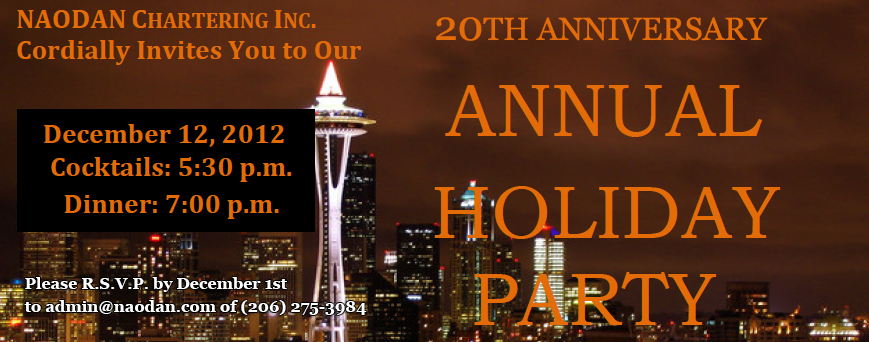 NAODAN CHARTERING INC.
Cordially Invites You to Our
December 12, 2012
Cocktails: 5:30 p.m.
Dinner: 7:00 p.m.
Please R.S.V.P. by December 1st
to admin@naodan.com of (206) 275-3984
20TH ANNIVERSARY
ANNUAL
HOLIDAY
PARTY